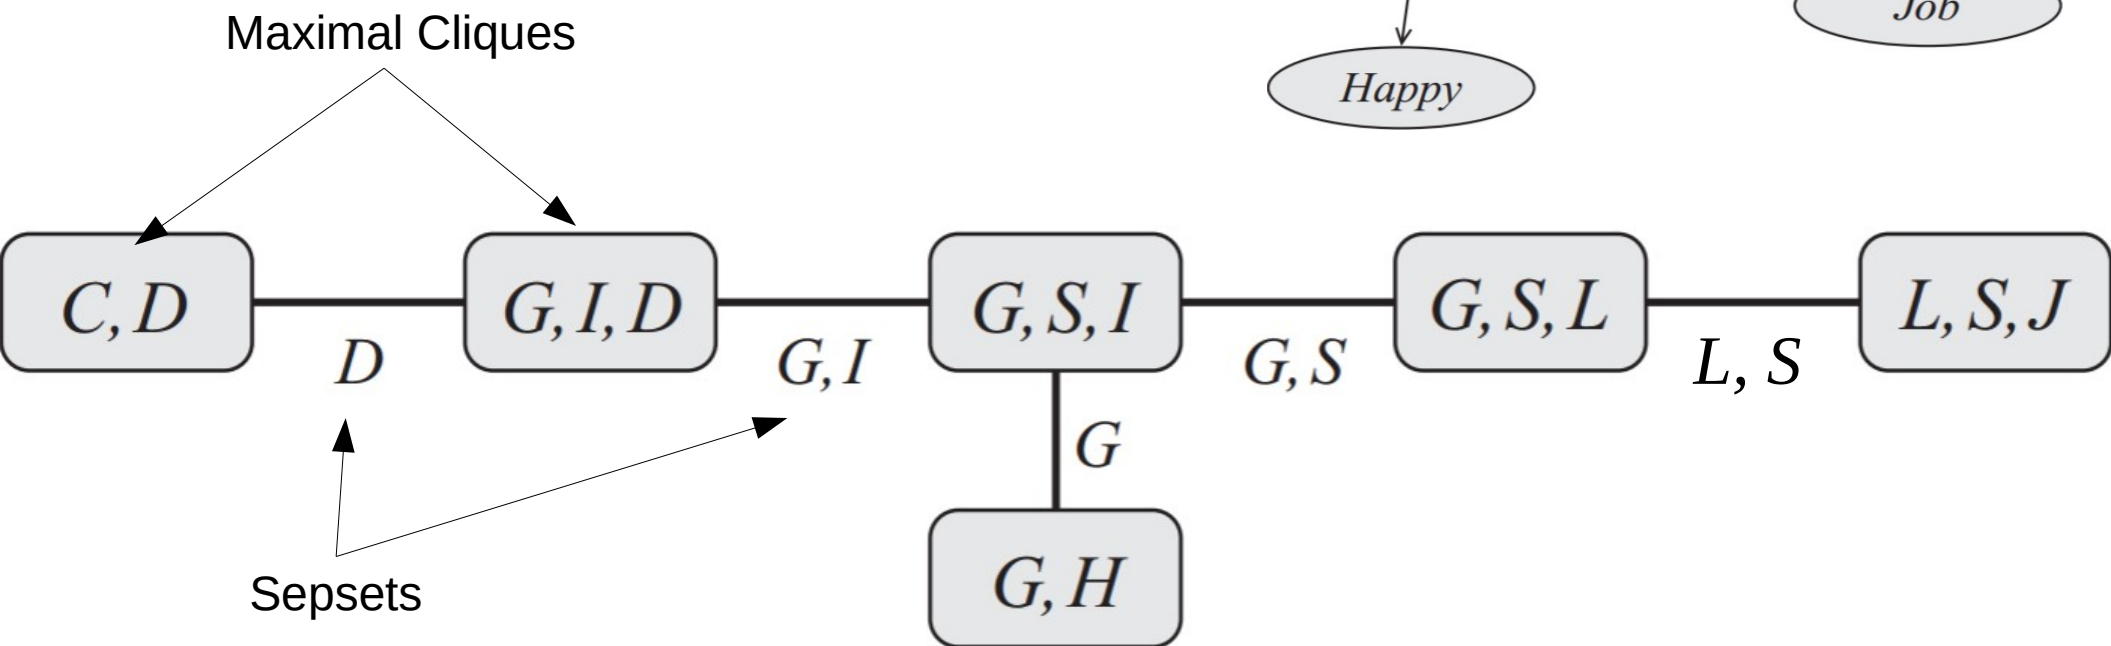 Maximal Cliques
Job
Happy
C, D
G, I, D
G, S, I
G, S, L
L, S, J
D
G, I
G, S
L, S
G
Sepsets
G, H